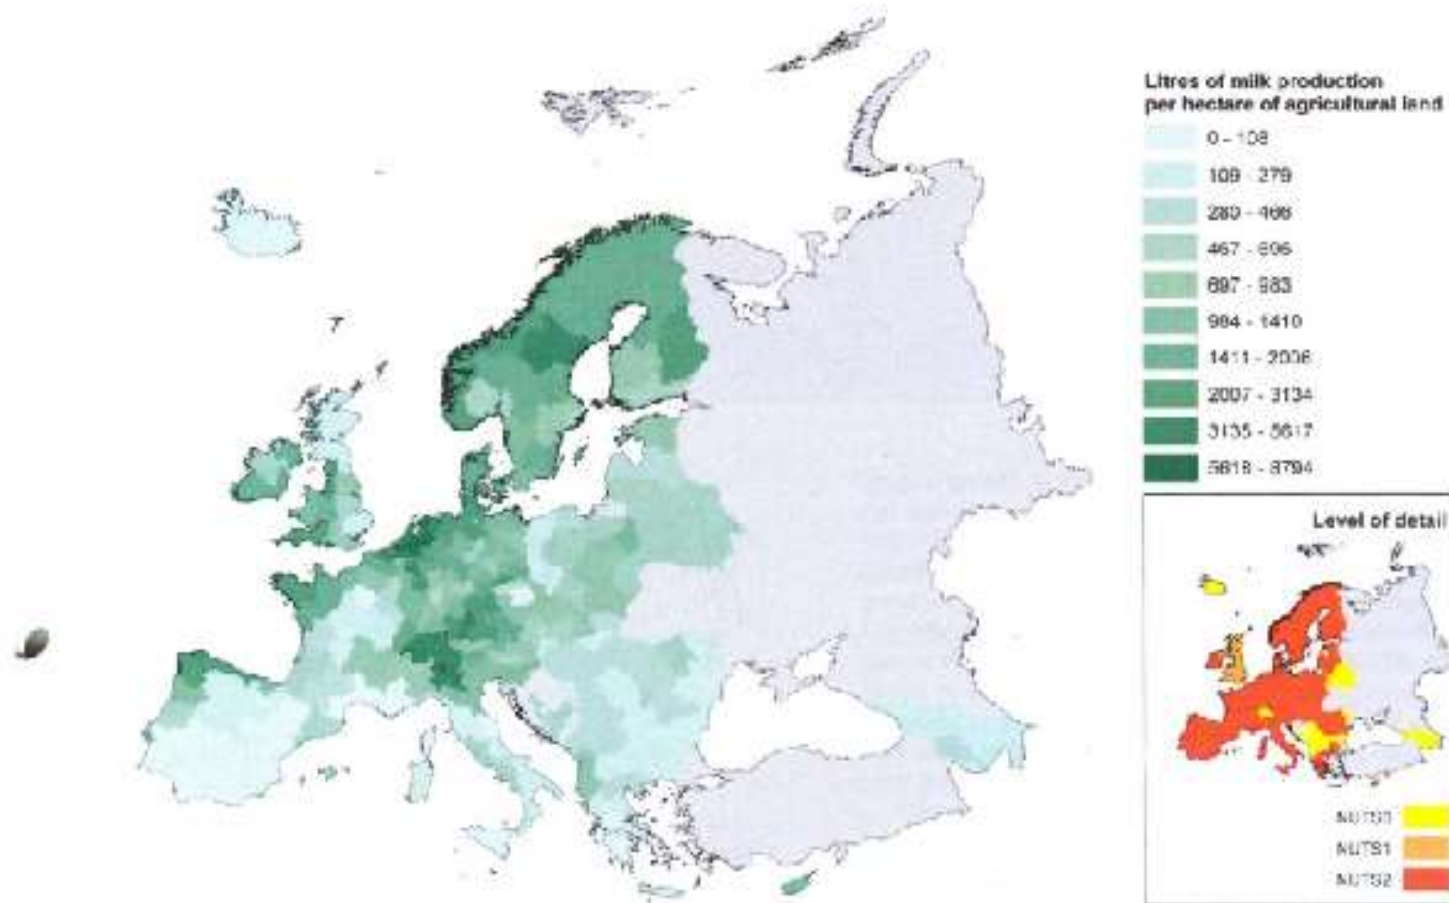 Litres of milk production
per hectare of agricultural land
0 - 108
109 - 279
280 - 466
467 - 696
697 - 983
984 - 1410
1411 - 2006
2007 - 3134
3135 - 5617
5618 - 8794
Level of detail
NUTS0
NUTS1
NUTS2